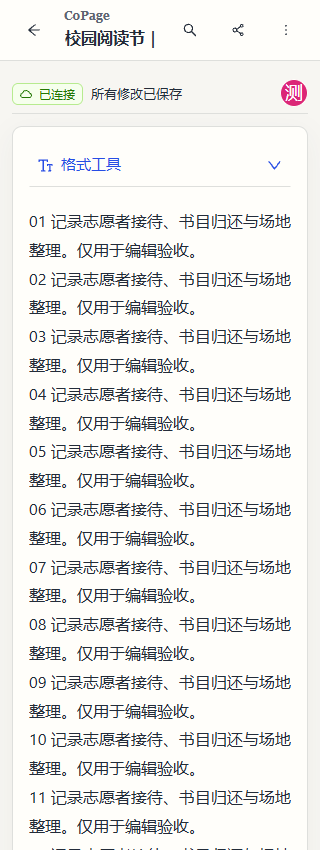 CoPage
校园阅读节 |
已连接 所有修改已保存 测
格式工具
01 记录志愿者接待、书目归还与场地
整理。仅用于编辑验收。
02 记录志愿者接待、书目归还与场地
整理。仅用于编辑验收。
03 记录志愿者接待、书目归还与场地
整理。仅用于编辑验收。
04 记录志愿者接待、书目归还与场地
整理。仅用于编辑验收。
05 记录志愿者接待、书目归还与场地
整理。仅用于编辑验收。
06 记录志愿者接待、书目归还与场地
整理。仅用于编辑验收。
07 记录志愿者接待、书目归还与场地
整理。仅用于编辑验收。
08 记录志愿者接待、书目归还与场地
整理。仅用于编辑验收。
09 记录志愿者接待、书目归还与场地
整理。仅用于编辑验收。
10 记录志愿者接待、书目归还与场地
整理。仅用于编辑验收。
11 记录志愿者接待、书目归还与场地
整理。仅用于编辑验收。